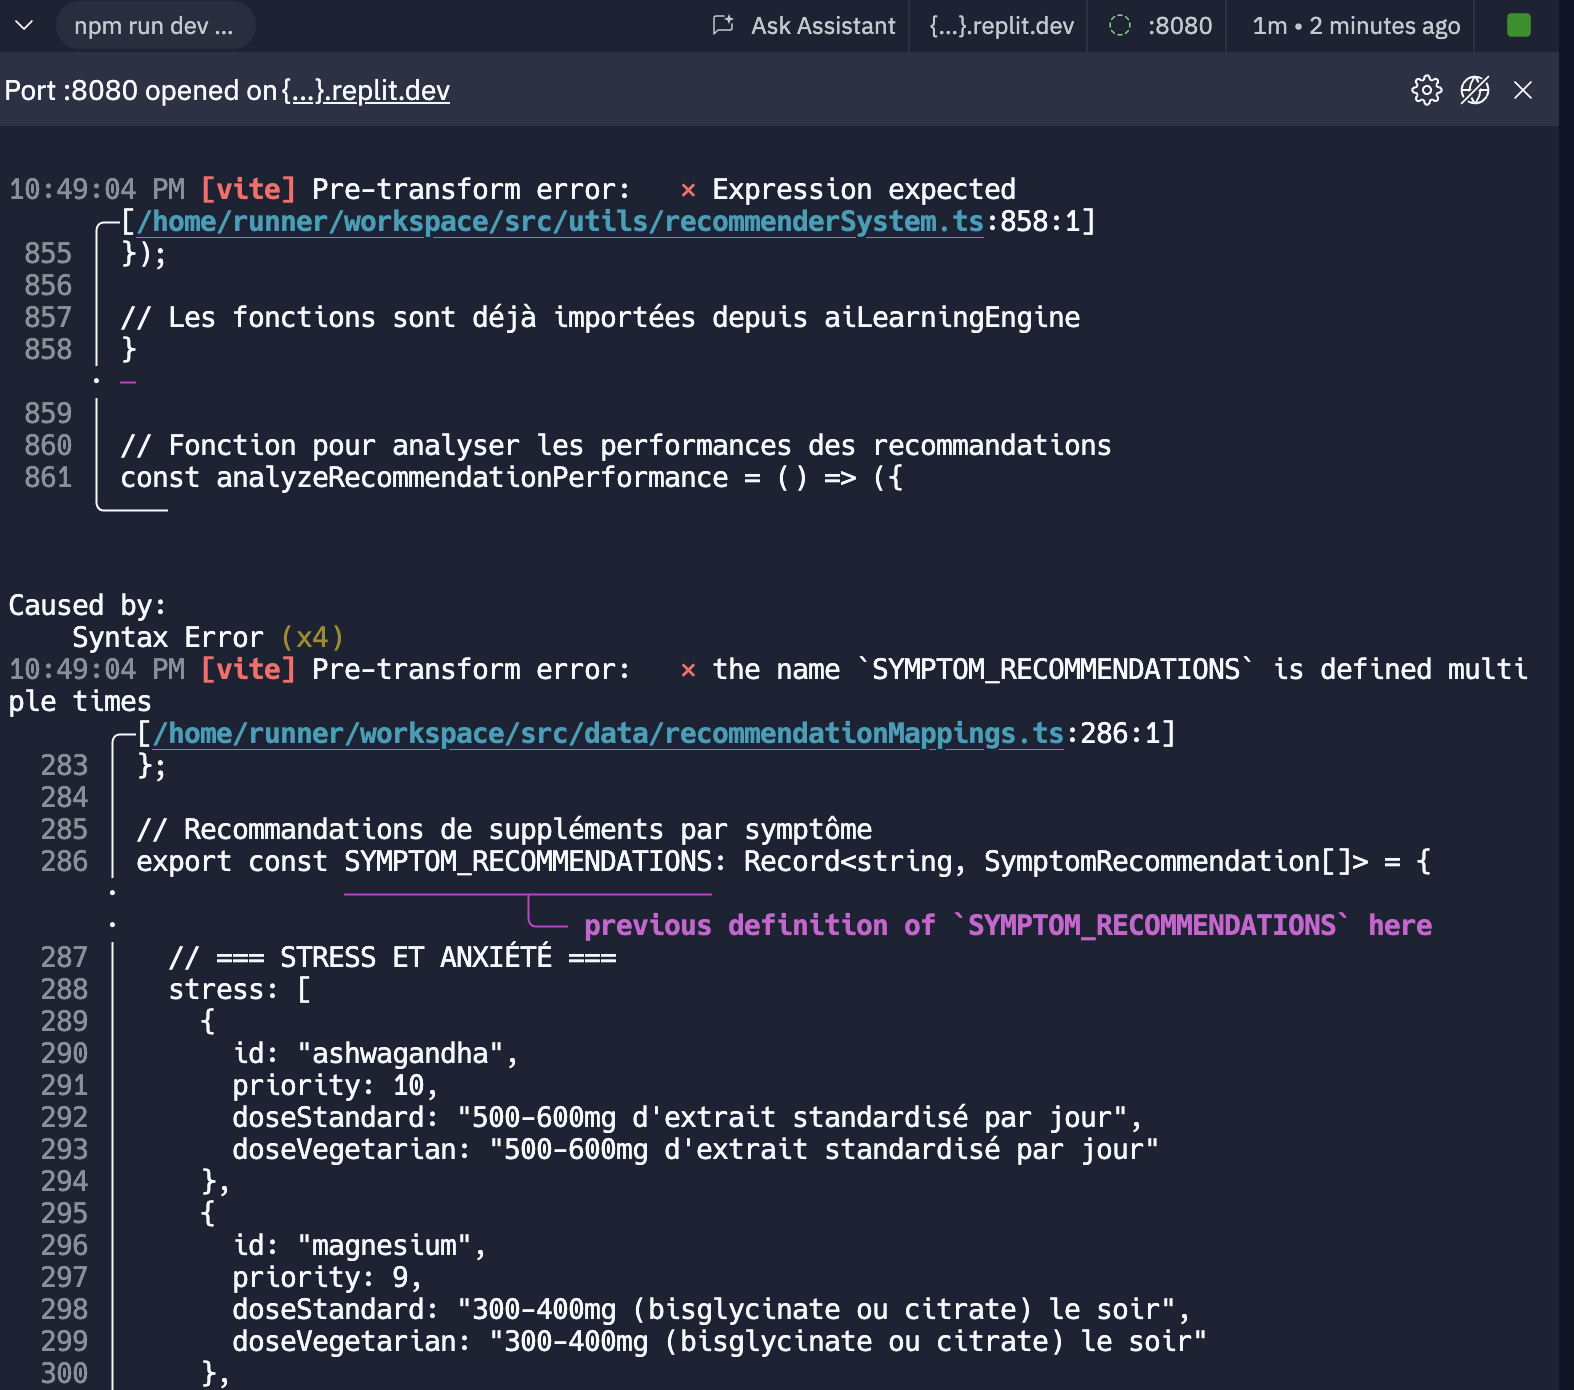 npm run dev ...
Ask Assistant
{...}.replit.dev
:8080
1m • 2 minutes ago
Port :8080 opened on {...}.replit.dev
10:49:04 PM [vite] Pre-transform error:   × Expression expected
[/home/runner/workspace/src/utils/recommenderSystem.ts:858:1]
855 });
856
857 // Les fonctions sont déjà importées depuis aiLearningEngine
858 }
859
860 // Fonction pour analyser les performances des recommandations
861 const analyzeRecommendationPerformance = () => ({
Caused by:
Syntax Error (x4)
10:49:04 PM [vite] Pre-transform error:   × the name `SYMPTOM_RECOMMENDATIONS` is defined multi
ple times
[/home/runner/workspace/src/data/recommendationMappings.ts:286:1]
283 };
284
285 // Recommandations de suppléments par symptôme
286 export const SYMPTOM_RECOMMENDATIONS: Record<string, SymptomRecommendation[]> = {
previous definition of `SYMPTOM_RECOMMENDATIONS` here
287   // === STRESS ET ANXIÉTÉ ===
288   stress: [
289     {
290       id: "ashwagandha",
291       priority: 10,
292       doseStandard: "500-600mg d'extrait standardisé par jour",
293       doseVegetarian: "500-600mg d'extrait standardisé par jour"
294     },
295     {
296       id: "magnesium",
297       priority: 9,
298       doseStandard: "300-400mg (bisglycinate ou citrate) le soir",
299       doseVegetarian: "300-400mg (bisglycinate ou citrate) le soir"
300     },